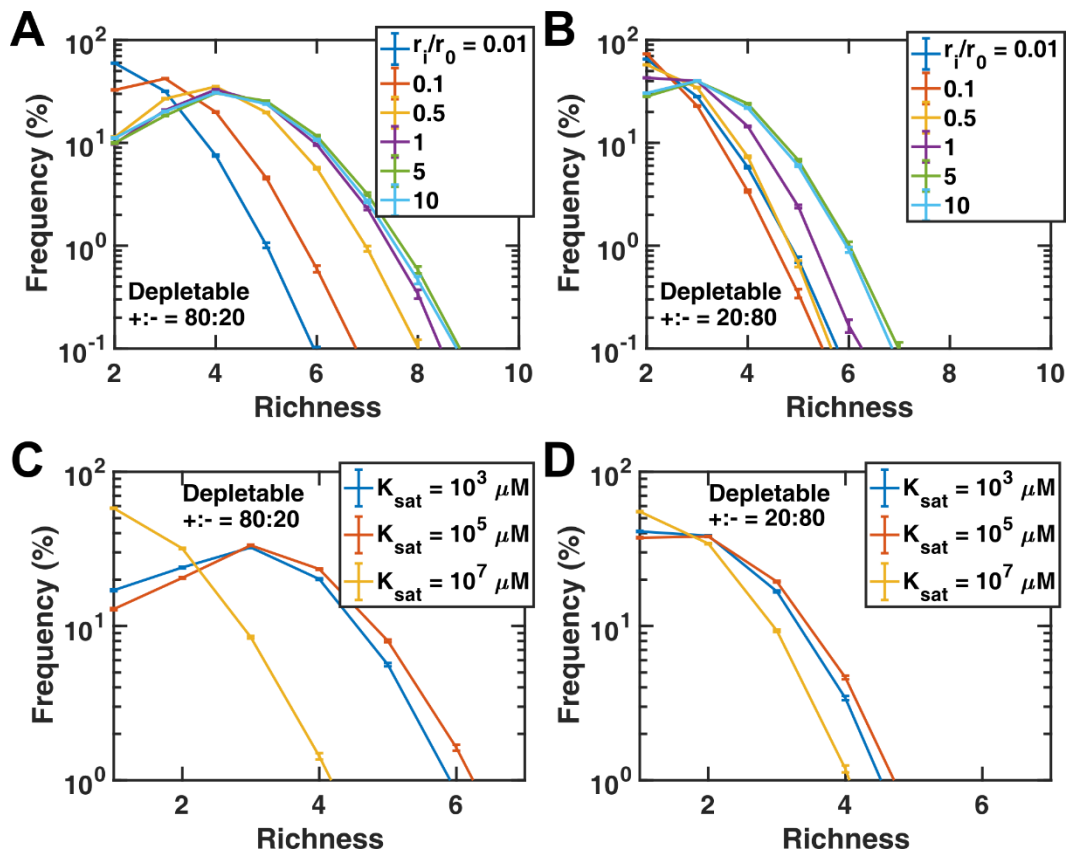 A
10^2
10^1
10^0
10^-1
Frequency (%)
r_i/r_0 = 0.01
0.1
0.5
1
5
10
Depletable
+:- = 80:20
2
4
6
8
10
Richness
B
10^2
10^1
10^0
10^-1
Frequency (%)
r_i/r_0 = 0.01
0.1
0.5
1
5
10
Depletable
+:- = 20:80
2
4
6
8
10
Richness
C
10^2
10^1
10^0
Frequency (%)
Depletable
+:- = 80:20
K_sat = 10^3 μM
K_sat = 10^5 μM
K_sat = 10^7 μM
2
4
6
Richness
D
10^2
10^1
10^0
Frequency (%)
Depletable
+:- = 20:80
K_sat = 10^3 μM
K_sat = 10^5 μM
K_sat = 10^7 μM
2
4
6
Richness